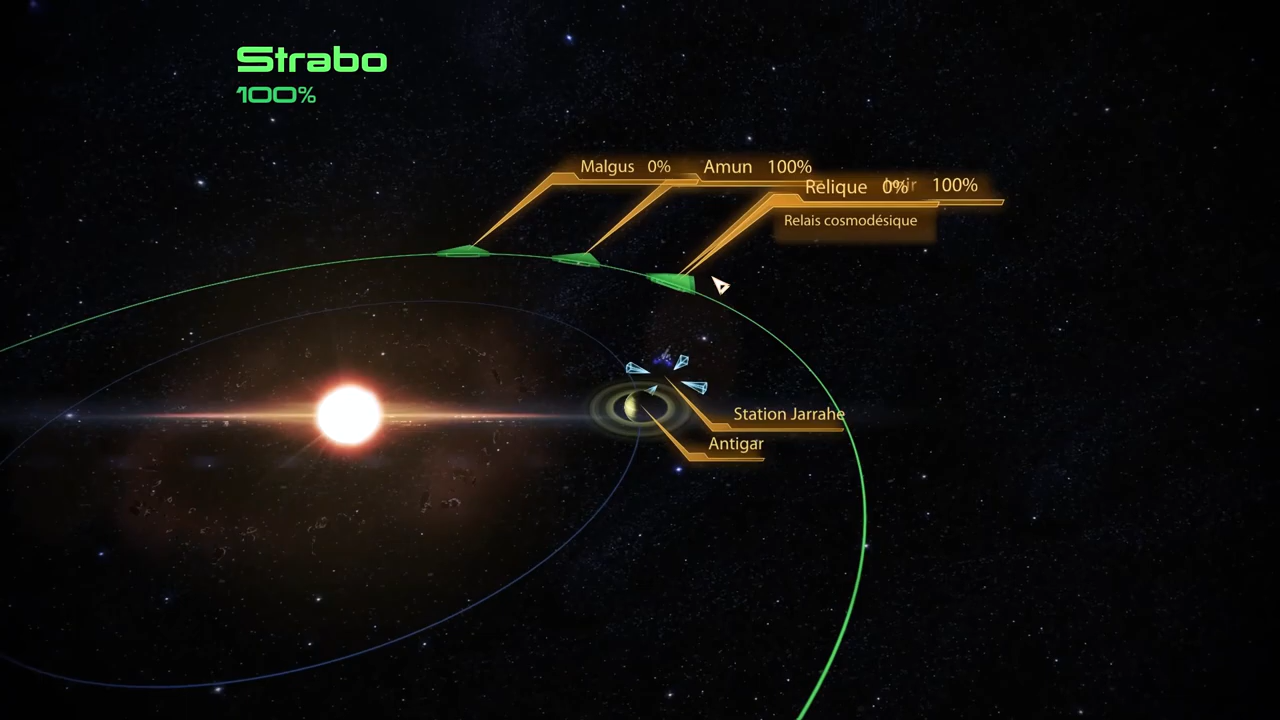 Strabo
100%
Malgus 0%
Amun 100%
Relique 0%
100%
Relais cosmodésique
Station Jarrahe
Antigar